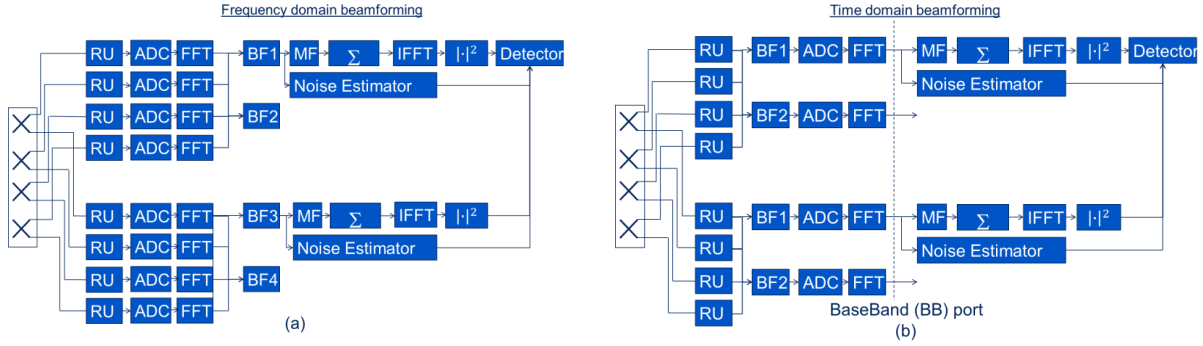 Frequency domain beamforming
RU ADC FFT BF1 MF Σ IFFT |·|² Detector
RU ADC FFT Noise Estimator
RU ADC FFT BF2
RU ADC FFT
RU ADC FFT BF3 MF Σ IFFT |·|²
RU ADC FFT Noise Estimator
RU ADC FFT BF4
RU ADC FFT
(a)
Time domain beamforming
RU BF1 ADC FFT MF Σ IFFT |·|² Detector
RU Noise Estimator
RU BF2 ADC FFT
RU
RU BF1 ADC FFT MF Σ IFFT |·|²
RU Noise Estimator
RU BF2 ADC FFT
RU
BaseBand (BB) port
(b)